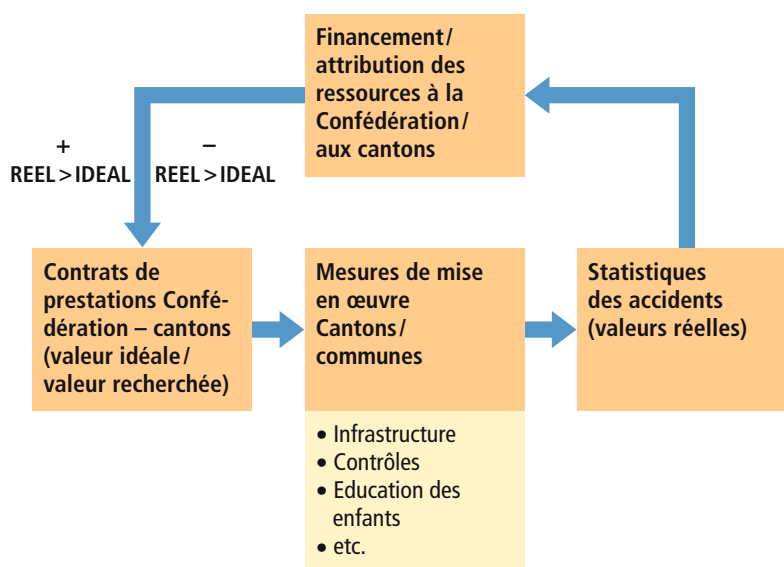 Financement/
attribution des
ressources à la
Confédération/
aux cantons
+
REEL>IDEAL
–
REEL>IDEAL
Contrats de
prestations Confé-
dération – cantons
(valeur idéale/
valeur recherchée)
Mesures de mise
en œuvre
Cantons/
communes
• Infrastructure
• Contrôles
• Education des
enfants
• etc.
Statistiques
des accidents
(valeurs réelles)